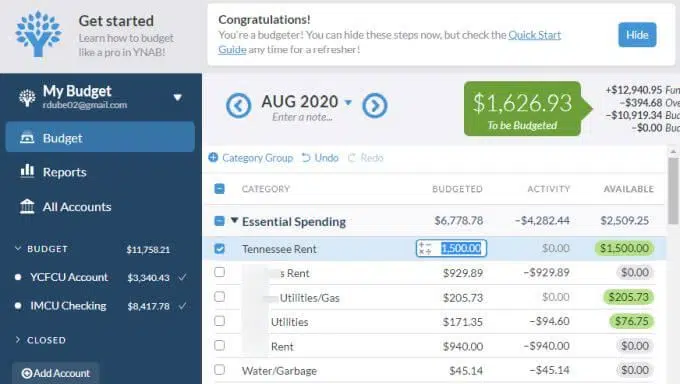 Get started
Learn how to budget
like a pro in YNAB!
Congratulations!
You're a budgeter! You can hide these steps now, but check the Quick Start
Guide any time for a refresher!
Hide
My Budget
rdube02@gmail.com
Budget
Reports
All Accounts
BUDGET $11,758.21
YCFCU Account $3,340.43
IMCU Checking $8,417.78
CLOSED
Add Account
AUG 2020
Enter a note...
$1,626.93
To be Budgeted
+$12,940.95 Fun
–$394.68 Ove
–$10,919.34 Bud
–$0.00 Bud
Category Group Undo Redo
CATEGORY BUDGETED ACTIVITY AVAILABLE
Essential Spending $6,778.78 –$4,282.44 $2,509.25
Tennessee Rent 1,500.00 $0.00 $1,500.00
s Rent $929.89 –$929.89 $0.00
Utilities/Gas $205.73 $0.00 $205.73
Utilities $171.35 –$94.60 $76.75
Rent $940.00 –$940.00 $0.00
Water/Garbage $45.14 –$45.14 $0.00